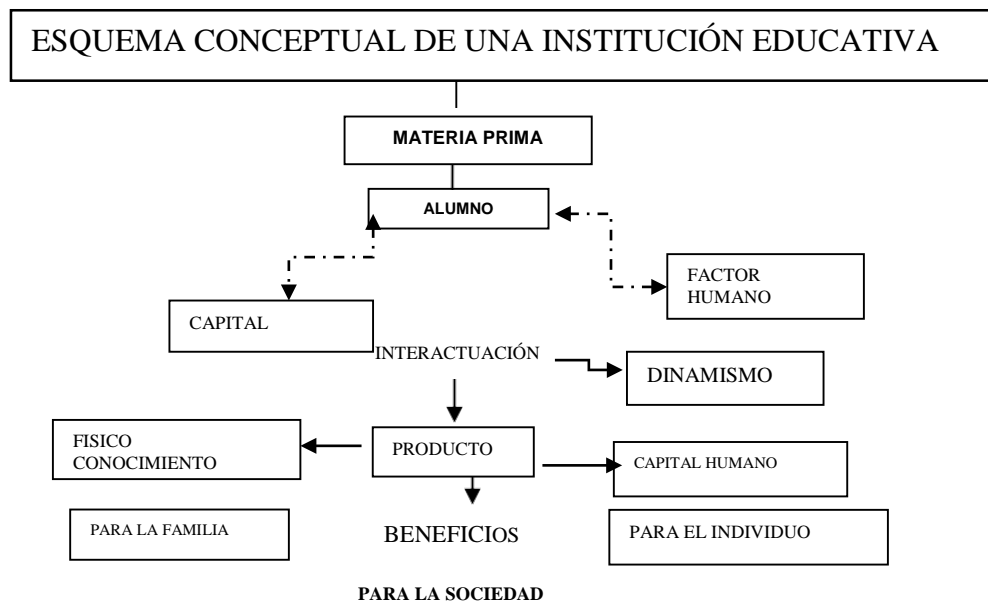 ESQUEMA CONCEPTUAL DE UNA INSTITUCIÓN EDUCATIVA
MATERIA PRIMA
ALUMNO
FACTOR
HUMANO
CAPITAL
INTERACTUACIÓN
DINAMISMO
FISICO
CONOCIMIENTO
PRODUCTO
CAPITAL HUMANO
PARA LA FAMILIA
BENEFICIOS
PARA EL INDIVIDUO
PARA LA SOCIEDAD